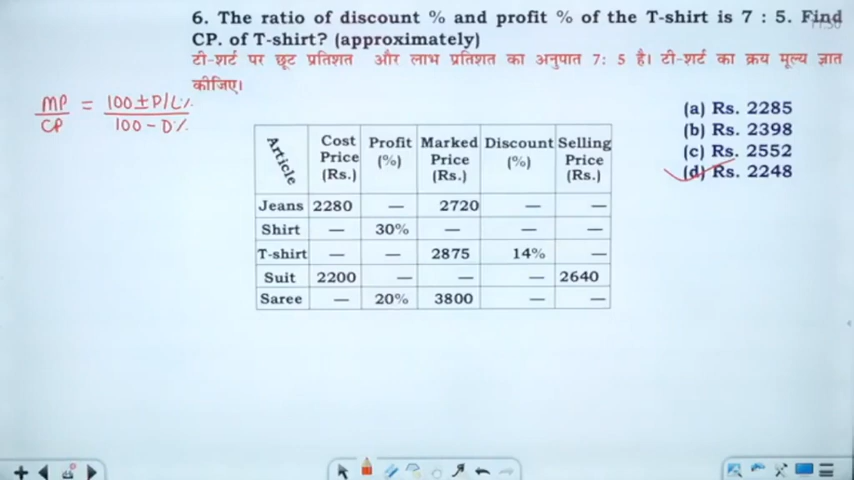 6. The ratio of discount % and profit % of the T-shirt is 7 : 5. Find
CP. of T-shirt? (approximately)
टी-शर्ट पर छूट प्रतिशत और लाभ प्रतिशत का अनुपात 7: 5 है। टी-शर्ट का क्रय मूल्य ज्ञात
कीजिए।
MP/CP = 100 ± P/L% / 100 - D%
(a) Rs. 2285
(b) Rs. 2398
(c) Rs. 2552
(d) Rs. 2248
Article Cost Price (Rs.) Profit (%) Marked Price (Rs.) Discount (%) Selling Price (Rs.)
Jeans 2280 — — 2720 — —
Shirt — 30% — — —
T-shirt — — 2875 14% —
Suit 2200 — — — 2640
Saree — 20% 3800 — —